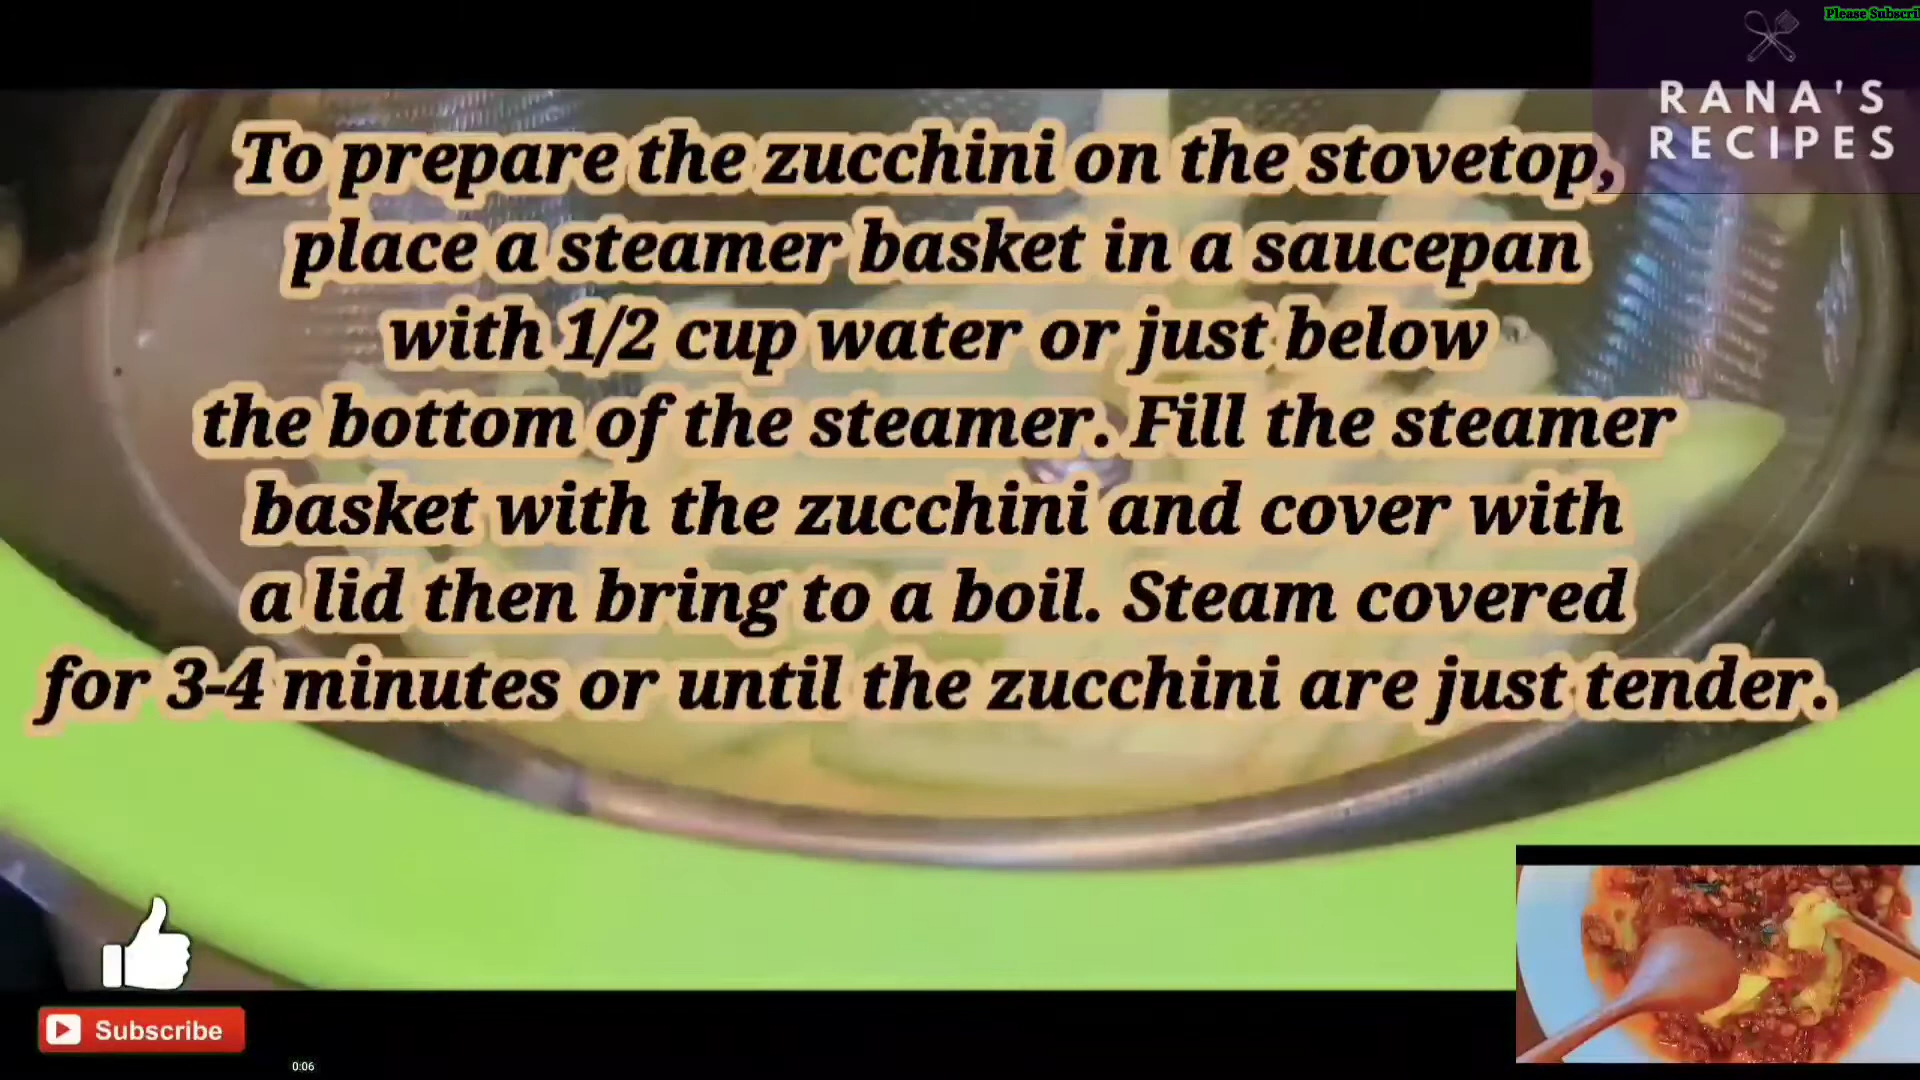 Please Subscri
RANA'S
RECIPES
To prepare the zucchini on the stovetop,
place a steamer basket in a saucepan
with 1/2 cup water or just below
the bottom of the steamer. Fill the steamer
basket with the zucchini and cover with
a lid then bring to a boil. Steam covered
for 3-4 minutes or until the zucchini are just tender.
Subscribe
0:06